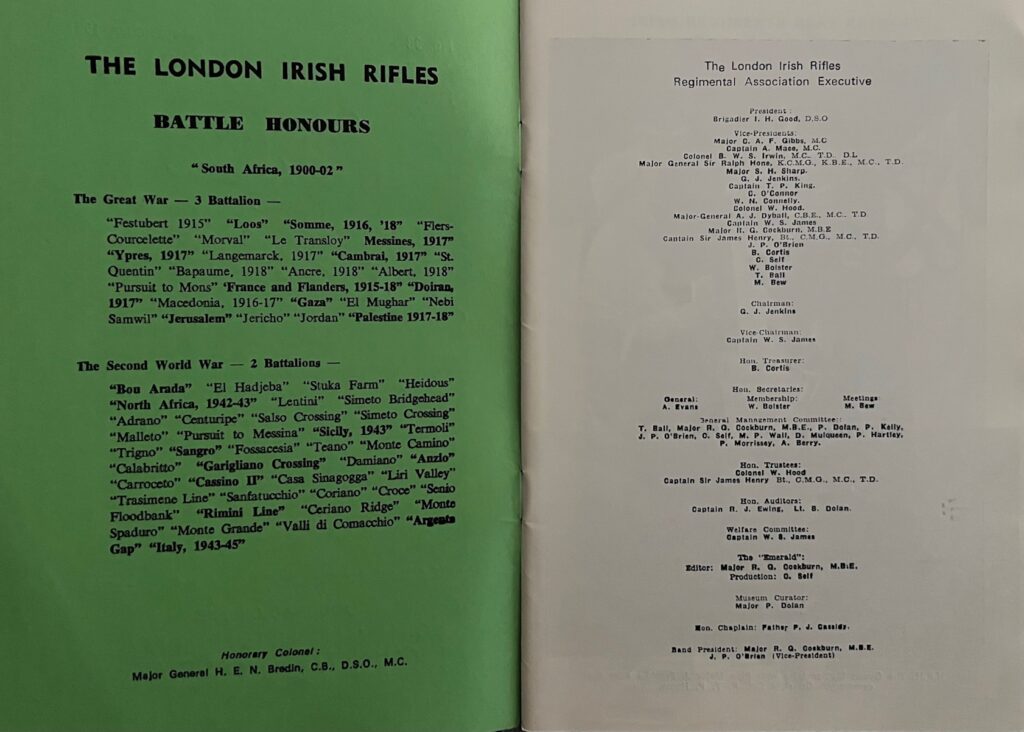 THE LONDON IRISH RIFLES
BATTLE HONOURS
"South Africa, 1900-02"
The Great War — 3 Battalion —
"Festubert 1915" "Loos" "Somme, 1916, '18" "Flers-
Courcelette" "Morval" "Le Transloy" Messines, 1917"
"Ypres, 1917" "Langemarck, 1917" "Cambrai, 1917" "St.
Quentin" "Bapaume, 1918" "Ancre, 1918" "Albert, 1918"
"Pursuit to Mons" 'France and Flanders, 1915-18" "Doiran,
1917" "Macedonia, 1916-17" "Gaza" "El Mughar" "Nebi
Samwil" "Jerusalem" "Jericho" "Jordan" "Palestine 1917-18"
The Second World War — 2 Battalions —
"Bou Arada" "El Hadjeba" "Stuka Farm" "Heidous"
"North Africa, 1942-43" "Lentini" "Simeto Bridgehead"
"Adrano" "Centuripe" "Salso Crossing" "Simeto Crossing"
"Malleto" "Pursuit to Messina" "Sicily, 1943" "Termoli"
"Trigno" "Sangro" "Fossacesia" "Teano" "Monte Camino"
"Calabritto" "Garigliano Crossing" "Damiano" "Anzio"
"Carroceto" "Cassino II" "Casa Sinagogga" "Liri Valley"
"Trasimene Line" "Sanfatucchio" "Coriano" "Croce" "Senio
Floodbank" "Rimini Line" "Ceriano Ridge" "Monte
Spaduro" "Monte Grande" "Valli di Comacchio" "Argenta
Gap" "Italy, 1943-45"
Honorary Colonel:
Major General H. E. N. Bredin, C.B., D.S.O., M.C.
The London Irish Rifles
Regimental Association Executive
President:
Brigadier I. H. Good, D.S.O
Vice-Presidents:
Major C. A. F. Gibbs, M.C
Captain A. Mace, M.C.
Colonel B. W. S. Irwin, M.C., T.D., D.L
Major General Sir Ralph Hone, K.C.M.G., K.B.E., M.C., T.D.
Major S. H. Sharp.
G. J. Jenkins.
Captain T. P. King.
C. O'Connor
W. N. Connelly.
Colonel W. Hood.
Major-General A. J. Dyball, C.B.E., M.C., T.D
Captain W. S. James
Major R. G. Cockburn, M.B.E
Captain Sir James Henry, Bt., C.M.G., M.C., T.D.
J. P. O'Brien
B. Cortis
C. Self
W. Bolster
T. Ball
M. Bew
Chairman:
G. J. Jenkins
Vice-Chairman:
Captain W. S. James
Hon. Treasurer:
B. Cortis
Hon. Secretaries:
General: Membership: Meetings
A. Evans W. Bolster M. Bew
General Management Committee:
T. Ball, Major R. G. Cockburn, M.B.E., P. Dolan, P. Kelly,
J. P. O'Brien, C. Self, M. P. Wall, D. Mulqueen, P. Hartley,
P. Morrissey, A. Berry.
Hon. Trustees:
Colonel W. Hood
Captain Sir James Henry Bt., C.M.G., M.C., T.D.
Hon. Auditors:
Captain R. J. Ewing, Lt. B. Dolan.
Welfare Committee:
Captain W. S. James
The "Emerald":
Editor: Major R. G. Cockburn, M.B.E.
Production: C. Self
Museum Curator:
Major P. Dolan
Hon. Chaplain: Father P. J. Cassidy.
Band President: Major R. G. Cockburn, M.B.E.
J. P. O'Brien (Vice-President)